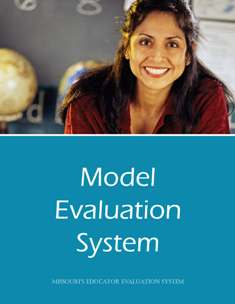 Model
Evaluation
System
MISSOURI'S EDUCATOR EVALUATION SYSTEM